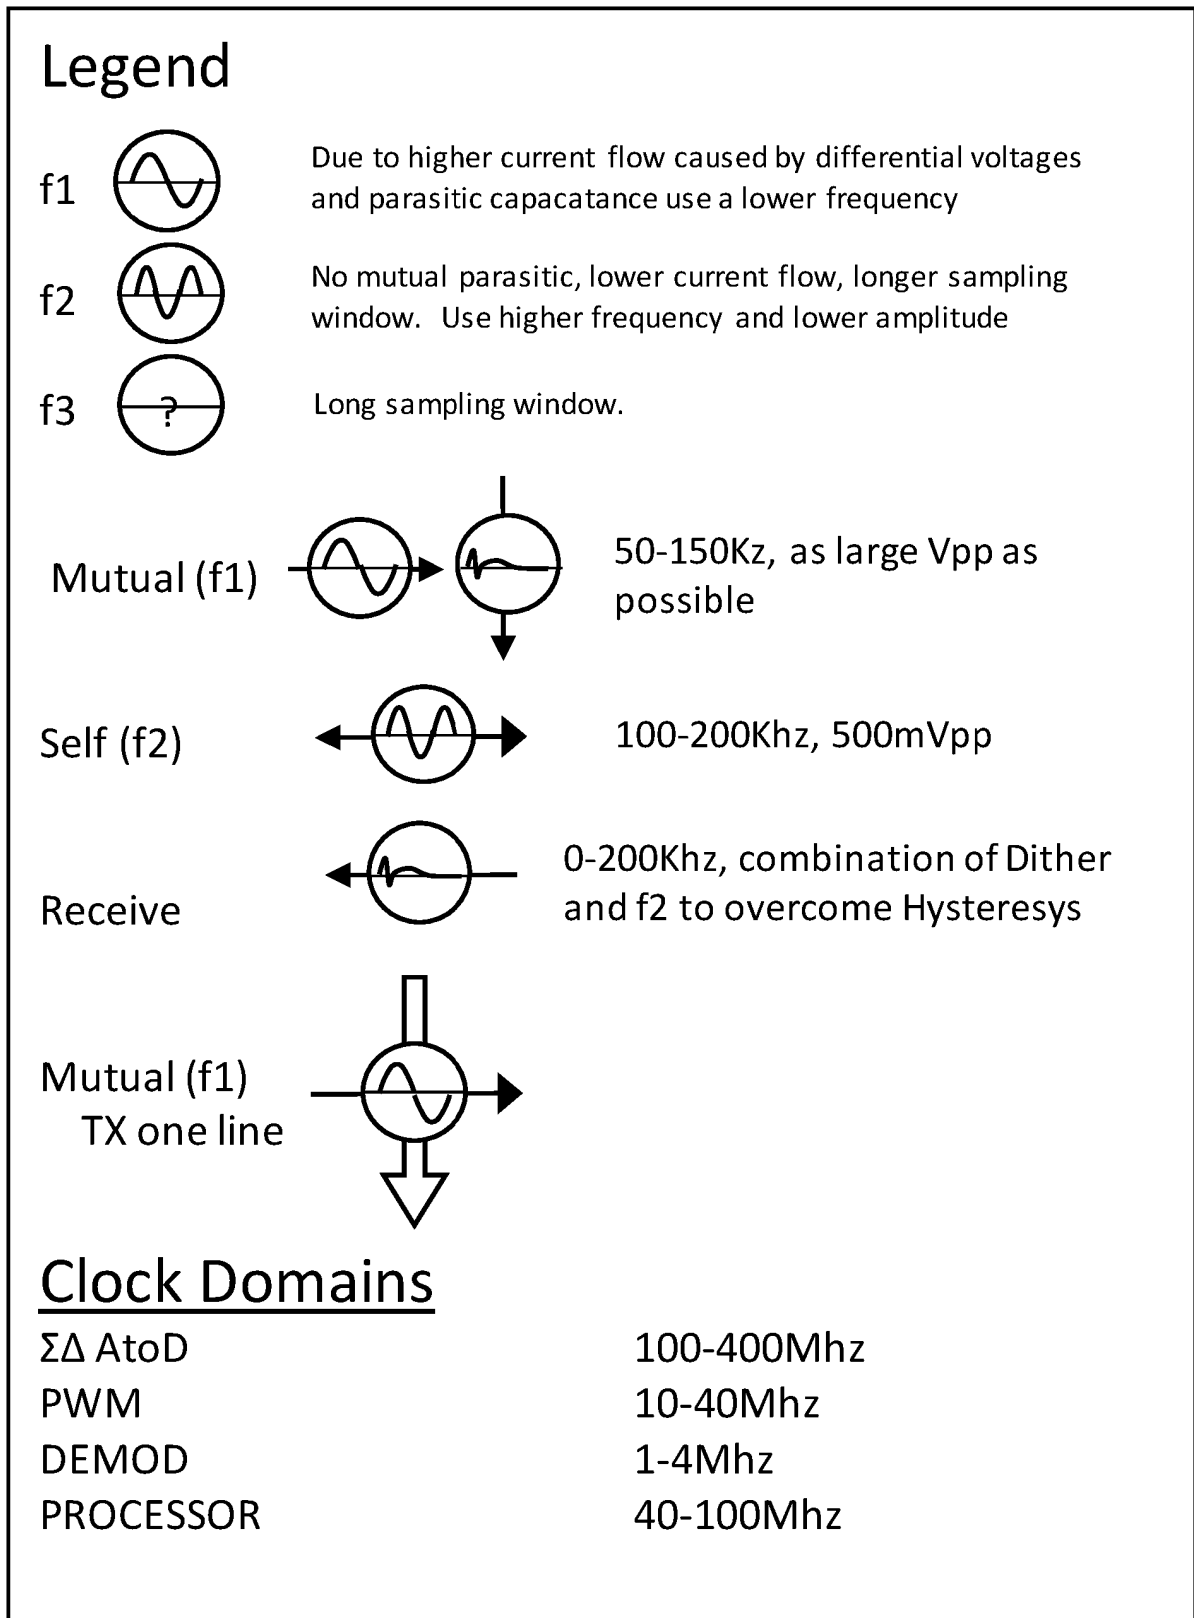 Legend
f1
Due to higher current flow caused by differential voltages
and parasitic capacatance use a lower frequency
f2
No mutual parasitic, lower current flow, longer sampling
window. Use higher frequency and lower amplitude
f3
?
Long sampling window.
Mutual (f1)
50-150Kz, as large Vpp as
possible
Self (f2)
100-200Khz, 500mVpp
Receive
0-200Khz, combination of Dither
and f2 to overcome Hysteresys
Mutual (f1)
TX one line
Clock Domains
ΣΔ AtoD 100-400Mhz
PWM 10-40Mhz
DEMOD 1-4Mhz
PROCESSOR 40-100Mhz